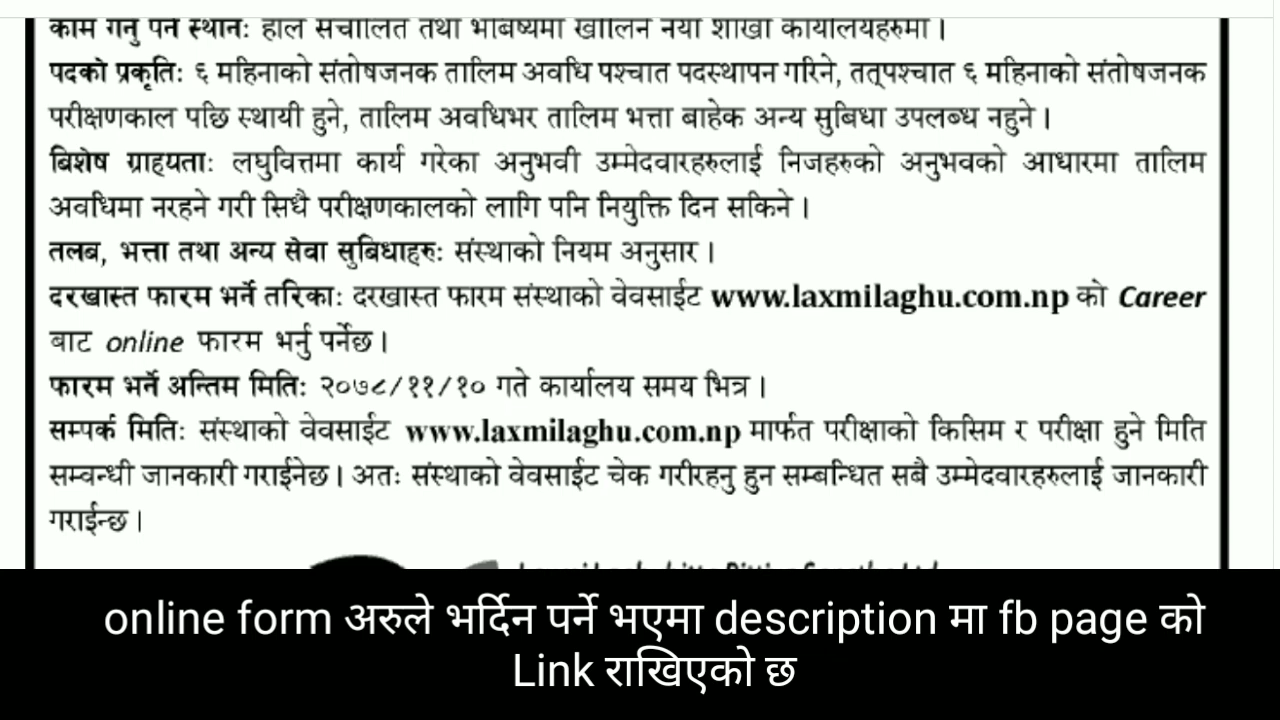 काम गर्नु पर्ने स्थानः हाल संचालित तथा भबिष्यमा खोलिने नयाँ शाखा कार्यालयहरुमा ।
पदको प्रकृतिः ६ महिनाको संतोषजनक तालिम अवधि पश्चात पदस्थापन गरिने, तत्पश्चात ६ महिनाको संतोषजनक
परीक्षणकाल पछि स्थायी हुने, तालिम अवधिभर तालिम भत्ता बाहेक अन्य सुबिधा उपलब्ध नहुने ।
बिशेष ग्राहयताः लघुवित्तमा कार्य गरेका अनुभवी उम्मेदवारहरुलाई निजहरुको अनुभवको आधारमा तालिम
अवधिमा नरहने गरी सिधै परीक्षणकालको लागि पनि नियुक्ति दिन सकिने ।
तलब, भत्ता तथा अन्य सेवा सुबिधाहरुः संस्थाको नियम अनुसार ।
दरखास्त फारम भर्ने तरिकाः दरखास्त फारम संस्थाको वेवसाईट www.laxmilaghu.com.np को Career
बाट online फारम भर्नु पर्नेछ ।
फारम भर्ने अन्तिम मितिः २०७८/११/१० गते कार्यालय समय भित्र ।
सम्पर्क मितिः संस्थाको वेवसाईट www.laxmilaghu.com.np मार्फत परीक्षाको किसिम र परीक्षा हुने मिति
सम्वन्धी जानकारी गराईनेछ । अतः संस्थाको वेवसाईट चेक गरीरहनु हुन सम्बन्धित सबै उम्मेदवारहरुलाई जानकारी
गराईन्छ ।
online form अरुले भर्दिन पर्ने भएमा description मा fb page को
Link राखिएको छ